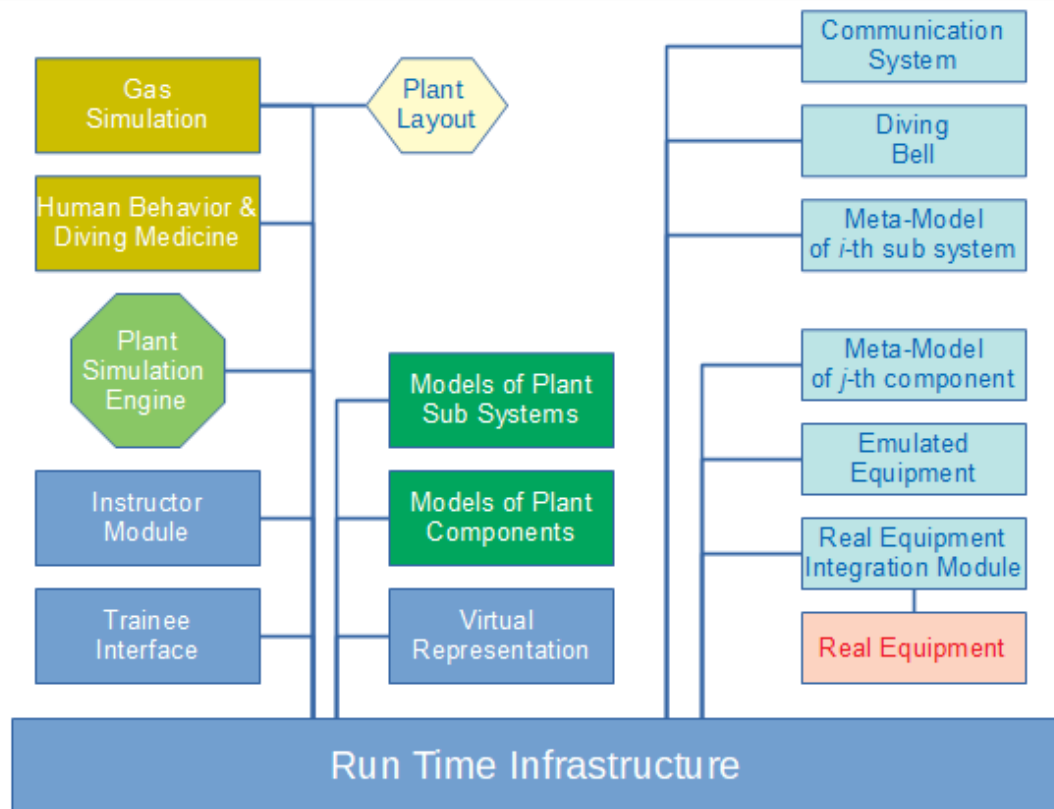 Gas
Simulation
Plant
Layout
Human Behavior &
Diving Medicine
Plant
Simulation
Engine
Instructor
Module
Trainee
Interface
Models of Plant
Sub Systems
Models of Plant
Components
Virtual
Representation
Communication
System
Diving
Bell
Meta-Model
of i-th sub system
Meta-Model
of j-th component
Emulated
Equipment
Real Equipment
Integration Module
Real Equipment
Run Time Infrastructure